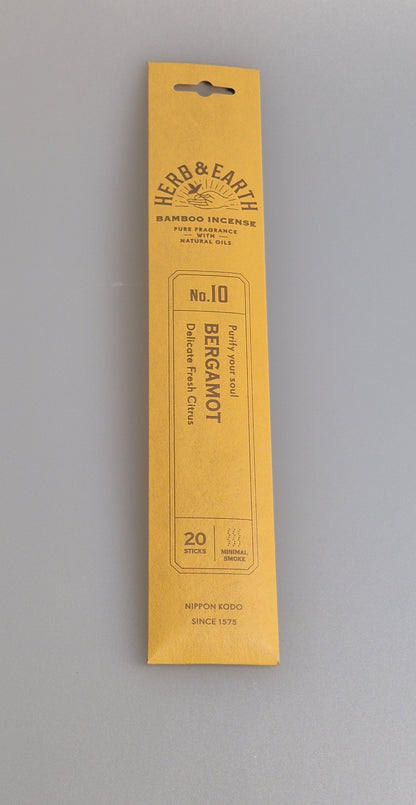 HERB & EARTH
BAMBOO INCENSE
PURE FRAGRANCE
WITH
NATURAL OILS
No.10
Purify your soul
BERGAMOT
Delicate Fresh Citrus
20
STICKS
MINIMAL
SMOKE
NIPPON KODO
SINCE 1575